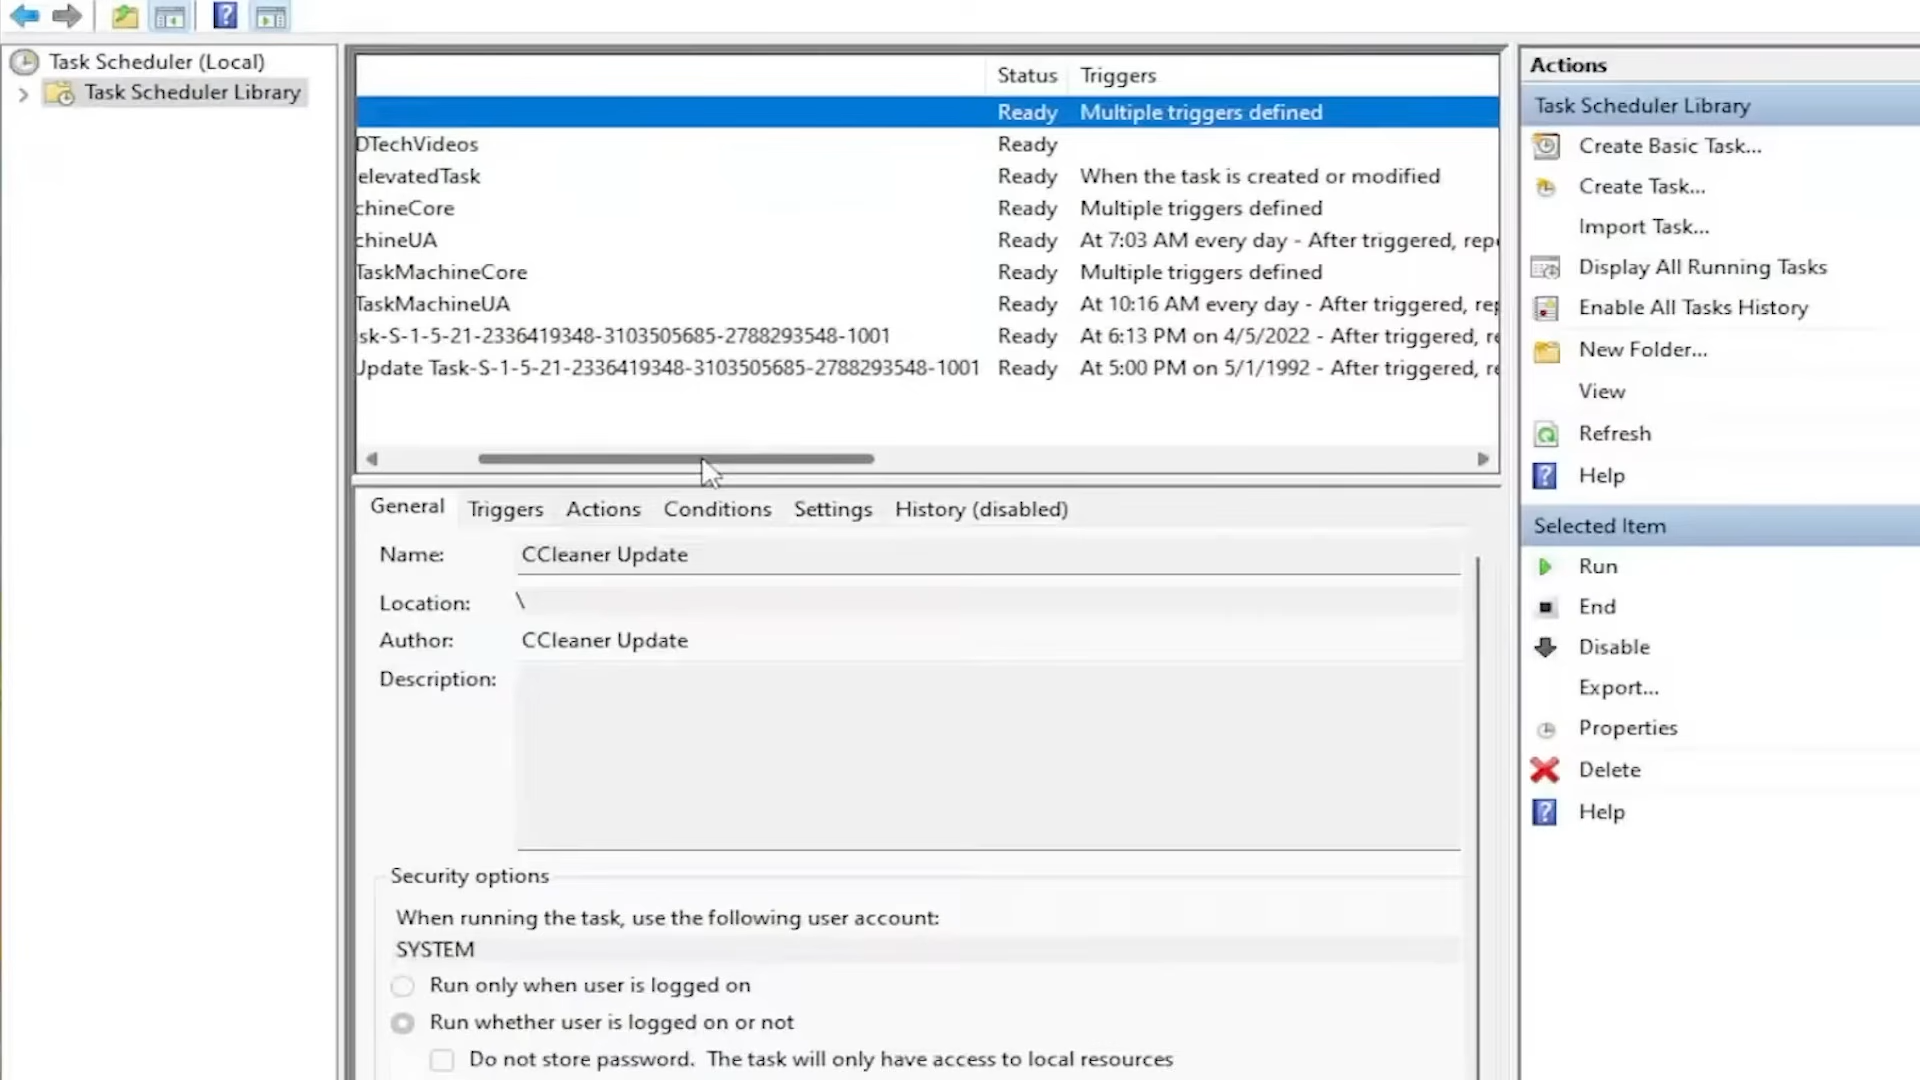 Task Scheduler (Local)
Task Scheduler Library
Status Triggers
Ready Multiple triggers defined
DTechVideos Ready
elevatedTask Ready When the task is created or modified
chineCore Ready Multiple triggers defined
chineUA Ready At 7:03 AM every day - After triggered, rep
TaskMachineCore Ready Multiple triggers defined
TaskMachineUA Ready At 10:16 AM every day - After triggered, rep
sk-S-1-5-21-2336419348-3103505685-2788293548-1001 Ready At 6:13 PM on 4/5/2022 - After triggered, r
Update Task-S-1-5-21-2336419348-3103505685-2788293548-1001 Ready At 5:00 PM on 5/1/1992 - After triggered, re
General Triggers Actions Conditions Settings History (disabled)
Name: CCleaner Update
Location: \
Author: CCleaner Update
Description:
Security options
When running the task, use the following user account:
SYSTEM
Run only when user is logged on
Run whether user is logged on or not
Do not store password. The task will only have access to local resources
Actions
Task Scheduler Library
Create Basic Task...
Create Task...
Import Task...
Display All Running Tasks
Enable All Tasks History
New Folder...
View
Refresh
Help
Selected Item
Run
End
Disable
Export...
Properties
Delete
Help